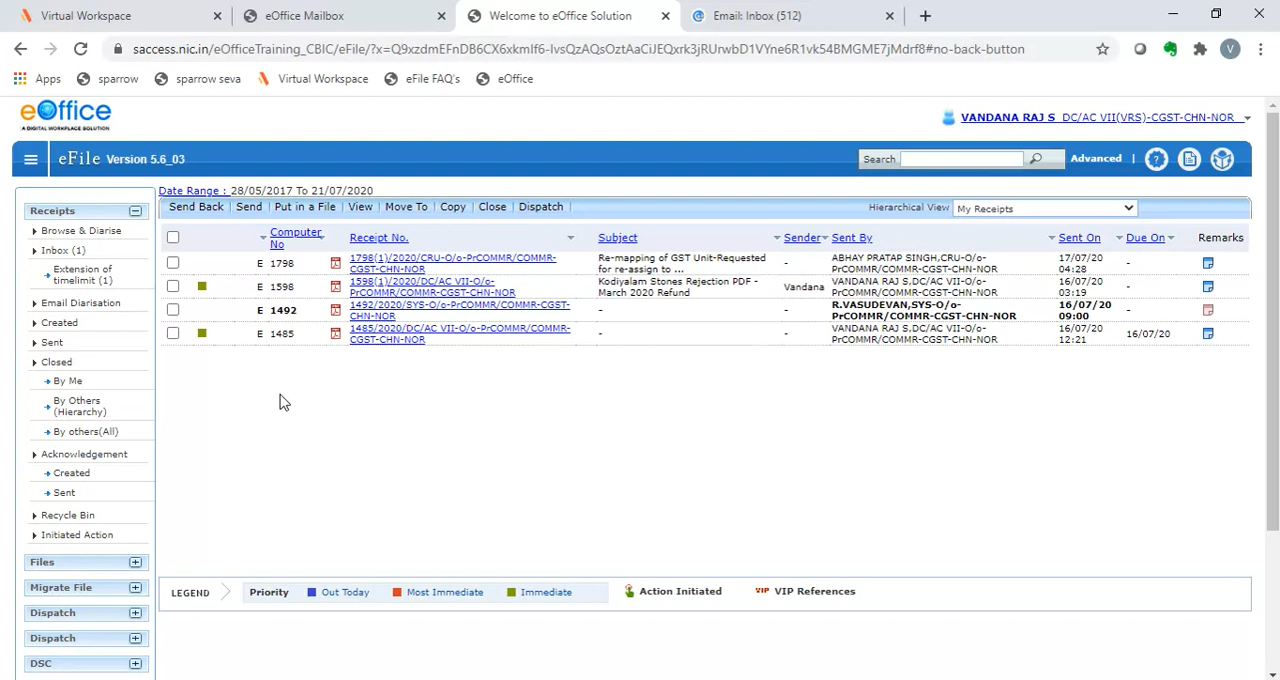 Virtual Workspace
eOffice Mailbox
Welcome to eOffice Solution
Email: Inbox (512)
saccess.nic.in/eOfficeTraining_CBIC/eFile/?x=Q9xzdmEFnDB6CX6xkmIf6-IvsQzAQsOztAaCiJEQxrk3jRUrwbD1VYne6R1vk54BMGME7jMdrf8#no-back-button
V
Apps
sparrow
sparrow seva
Virtual Workspace
eFile FAQ's
eOffice
eOffice
A DIGITAL WORKPLACE SOLUTION
VANDANA RAJ S DC/AC VII(VRS)-CGST-CHN-NOR
eFile Version 5.6_03
Search
Advanced
Date Range : 28/05/2017 To 21/07/2020
Send Back
Send
Put in a File
View
Move To
Copy
Close
Dispatch
Hierarchical View
My Receipts
Computer No
Receipt No.
Subject
Sender
Sent By
Sent On
Due On
Remarks
E 1798
1798(1)/2020/CRU-O/o-PrCOMMR/COMMR-
CGST-CHN-NOR
Re-mapping of GST Unit-Requested
for re-assign to ...
-
ABHAY PRATAP SINGH,CRU-O/o-
PrCOMMR/COMMR-CGST-CHN-NOR
17/07/20
04:28
-
E 1598
1598(1)/2020/DC/AC VII-O/o-
PrCOMMR/COMMR-CGST-CHN-NOR
Kodiyalam Stones Rejection PDF -
March 2020 Refund
Vandana
VANDANA RAJ S,DC/AC VII-O/o-
PrCOMMR/COMMR-CGST-CHN-NOR
16/07/20
03:19
-
E 1492
1492/2020/SYS-O/o-PrCOMMR/COMMR-CGST-
CHN-NOR
-
-
R.VASUDEVAN,SYS-O/o-
PrCOMMR/COMMR-CGST-CHN-NOR
16/07/20
09:00
-
E 1485
1485/2020/DC/AC VII-O/o-PrCOMMR/COMMR-
CGST-CHN-NOR
-
-
VANDANA RAJ S,DC/AC VII-O/o-
PrCOMMR/COMMR-CGST-CHN-NOR
16/07/20
12:21
16/07/20
Receipts
Browse & Diarise
Inbox (1)
Extension of
timelimit (1)
Email Diarisation
Created
Sent
Closed
By Me
By Others
(Hierarchy)
By others(All)
Acknowledgement
Created
Sent
Recycle Bin
Initiated Action
Files
Migrate File
Dispatch
Dispatch
DSC
LEGEND
Priority
Out Today
Most Immediate
Immediate
Action Initiated
VIP VIP References